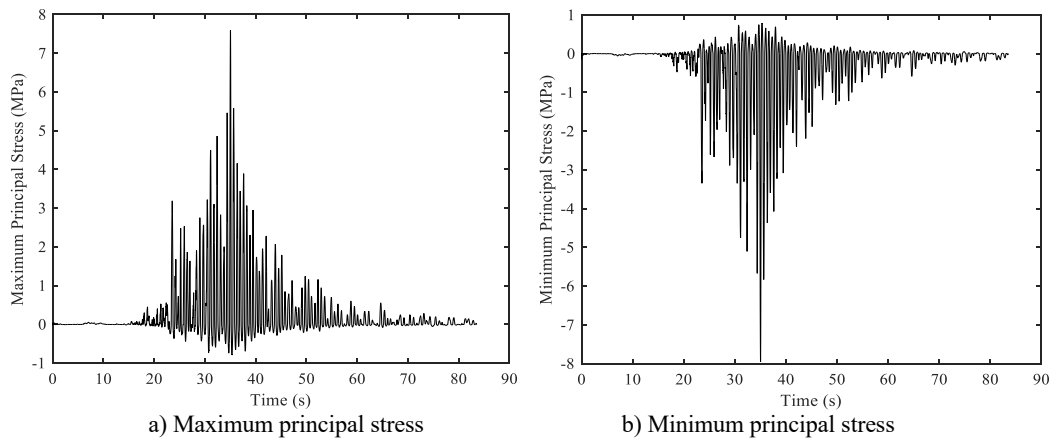 8
7
6
5
4
3
2
1
0
-1
Maximum Principal Stress (MPa)
0 10 20 30 40 50 60 70 80 90
Time (s)
a) Maximum principal stress
1
0
-1
-2
-3
-4
-5
-6
-7
-8
Minimum Principal Stress (MPa)
0 10 20 30 40 50 60 70 80 90
Time (s)
b) Minimum principal stress